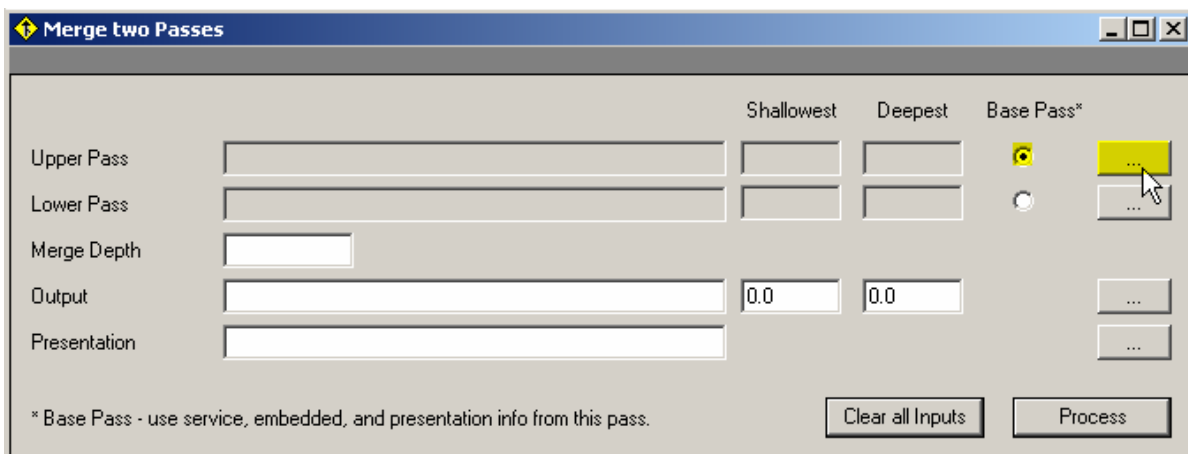 Merge two Passes
Shallowest Deepest Base Pass*
Upper Pass ...
Lower Pass ...
Merge Depth
Output 0.0 0.0 ...
Presentation ...
* Base Pass - use service, embedded, and presentation info from this pass. Clear all Inputs Process